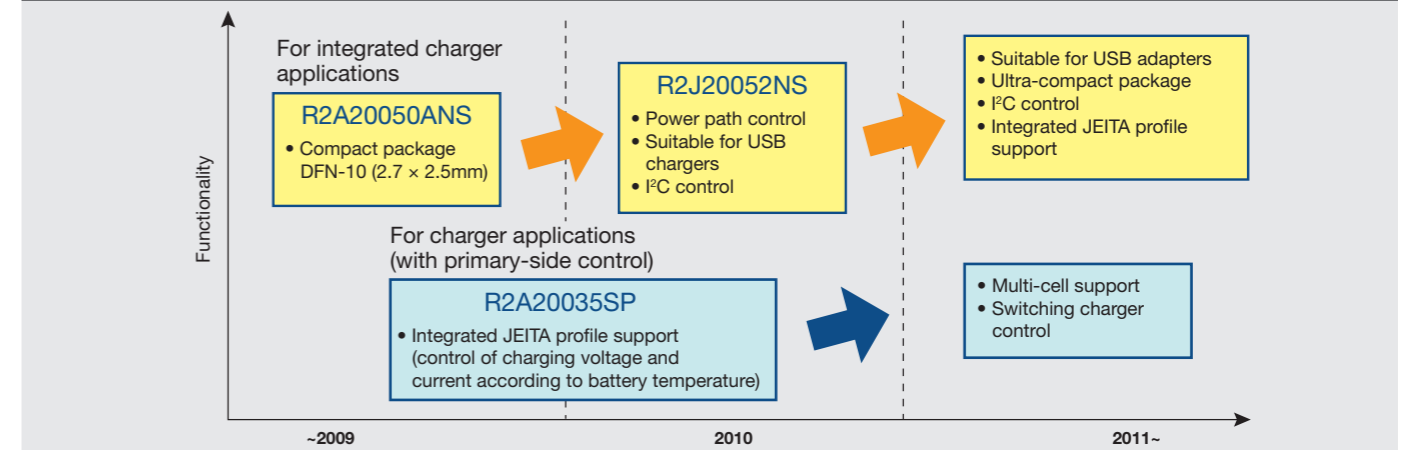 For integrated charger
applications
R2A20050ANS
• Compact package
DFN-10 (2.7 × 2.5mm)
R2J20052NS
• Power path control
• Suitable for USB
chargers
• I²C control
• Suitable for USB adapters
• Ultra-compact package
• I²C control
• Integrated JEITA profile
support
Functionality
For charger applications
(with primary-side control)
R2A20035SP
• Integrated JEITA profile support
(control of charging voltage and
current according to battery temperature)
• Multi-cell support
• Switching charger
control
~2009
2010
2011~